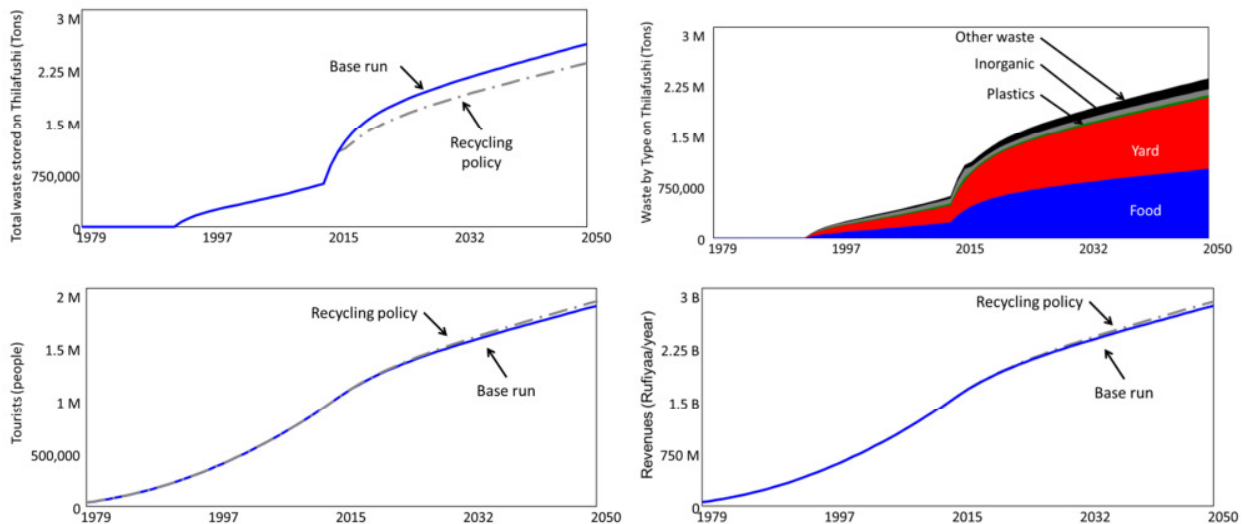 Total waste stored on Thilafushi (Tons)
3 M
2.25 M
1.5 M
750,000
0
Base run
Recycling
policy
1979
1997
2015
2032
2050
Waste by Type on Thilafushi (Tons)
3 M
2.25 M
1.5 M
750,000
0
Other waste
Inorganic
Plastics
Yard
Food
1979
1997
2015
2032
2050
Tourists (people)
2 M
1.5 M
1 M
500,000
0
Recycling policy
Base run
1979
1997
2015
2032
2050
Revenues (Rufiyaa/year)
3 B
2.25 B
1.5 B
750 M
0
Recycling policy
Base run
1979
1997
2015
2032
2050